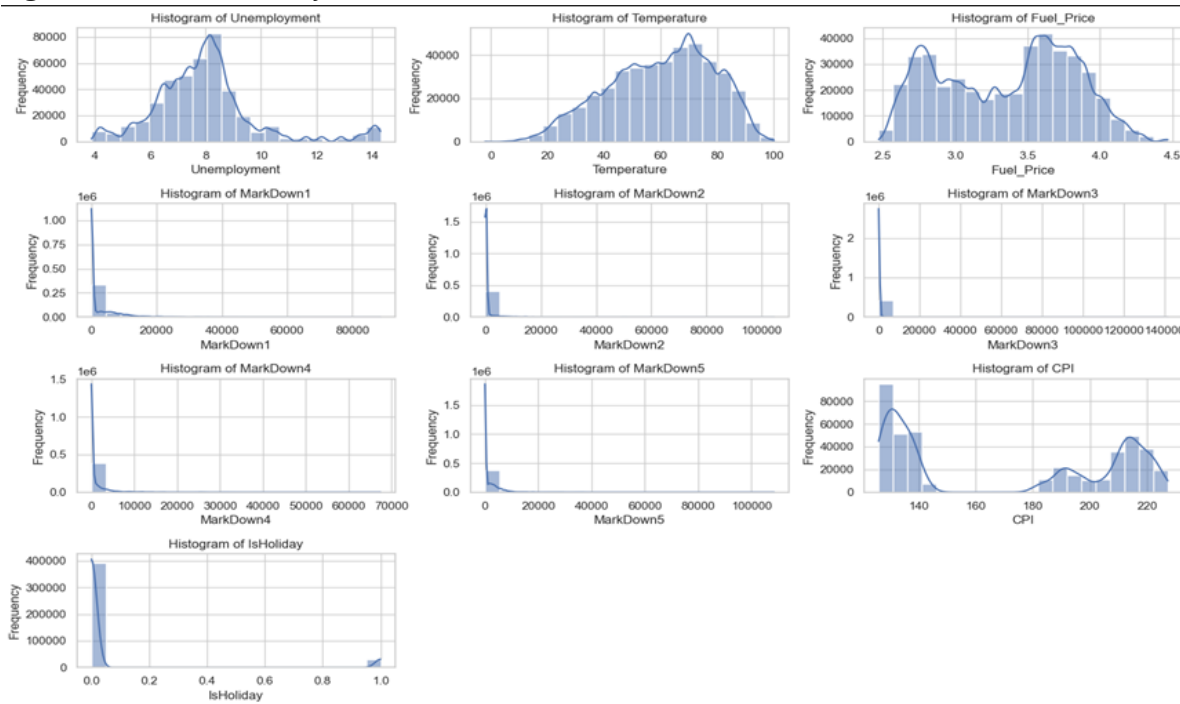 Histogram of Unemployment
80000
60000
40000
20000
0
Frequency
4 6 8 10 12 14
Unemployment
Histogram of Temperature
40000
20000
0
Frequency
0 20 40 60 80 100
Temperature
Histogram of Fuel_Price
40000
30000
20000
10000
0
Frequency
2.5 3.0 3.5 4.0 4.5
Fuel_Price
Histogram of MarkDown1
1e6
1.00
0.75
0.50
0.25
0.00
Frequency
0 20000 40000 60000 80000
MarkDown1
Histogram of MarkDown2
1e6
1.5
1.0
0.5
0.0
Frequency
0 20000 40000 60000 80000 100000
MarkDown2
Histogram of MarkDown3
1e6
2
1
0
Frequency
0 20000 40000 60000 80000 100000 120000 140000
MarkDown3
Histogram of MarkDown4
1e6
1.5
1.0
0.5
0.0
Frequency
0 10000 20000 30000 40000 50000 60000 70000
MarkDown4
Histogram of MarkDown5
1e6
1.5
1.0
0.5
0.0
Frequency
0 20000 40000 60000 80000 100000
MarkDown5
Histogram of CPI
80000
60000
40000
20000
0
Frequency
140 160 180 200 220
CPI
Histogram of IsHoliday
400000
300000
200000
100000
0
Frequency
0.0 0.2 0.4 0.6 0.8 1.0
IsHoliday